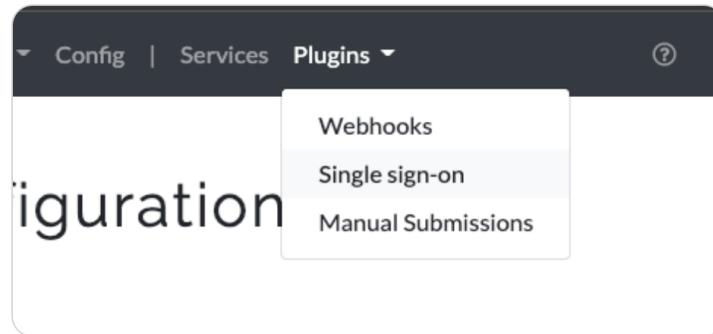 Config | Services Plugins
Webhooks
Single sign-on
iguration
Manual Submissions